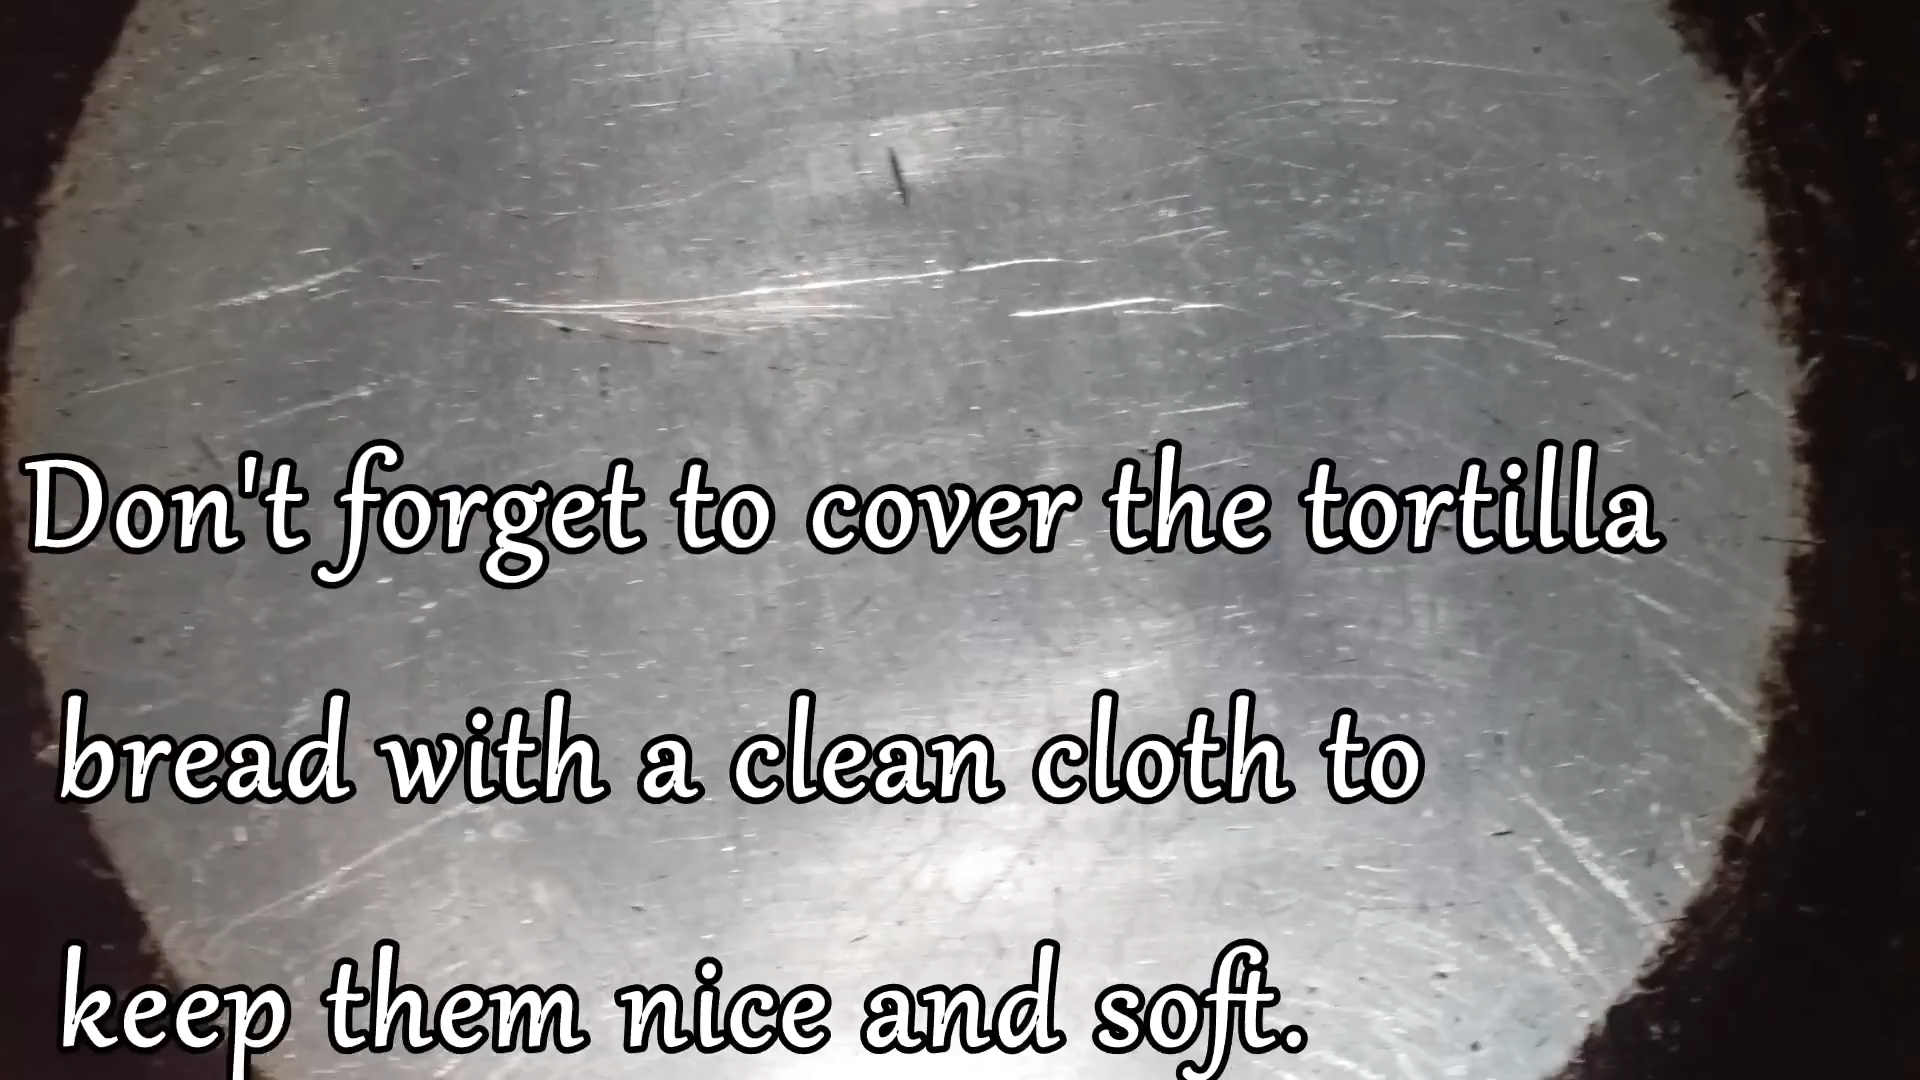 Don't forget to cover the tortilla
bread with a clean cloth to
keep them nice and soft.